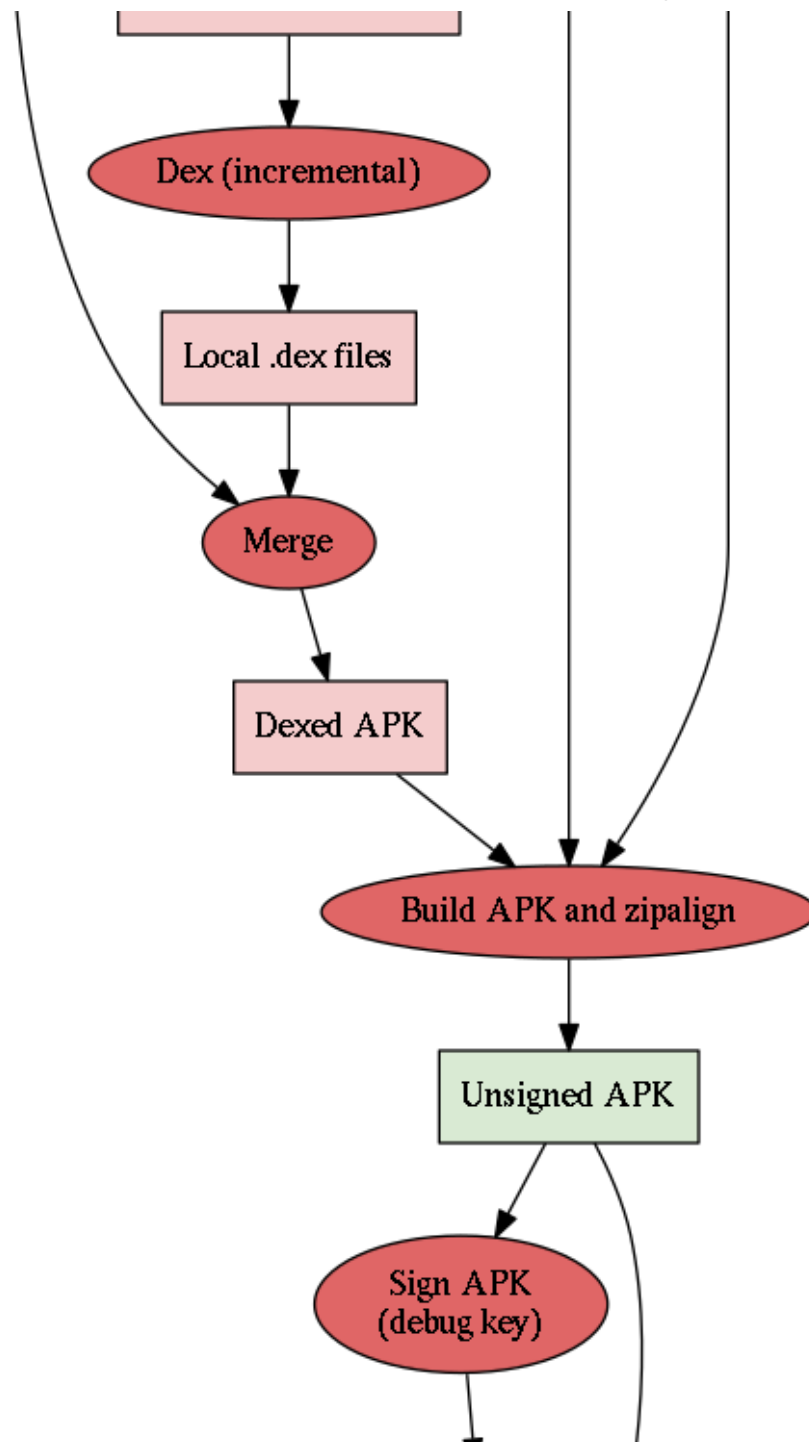 Dex (incremental)
Local .dex files
Merge
Dexed APK
Build APK and zipalign
Unsigned APK
Sign APK
(debug key)